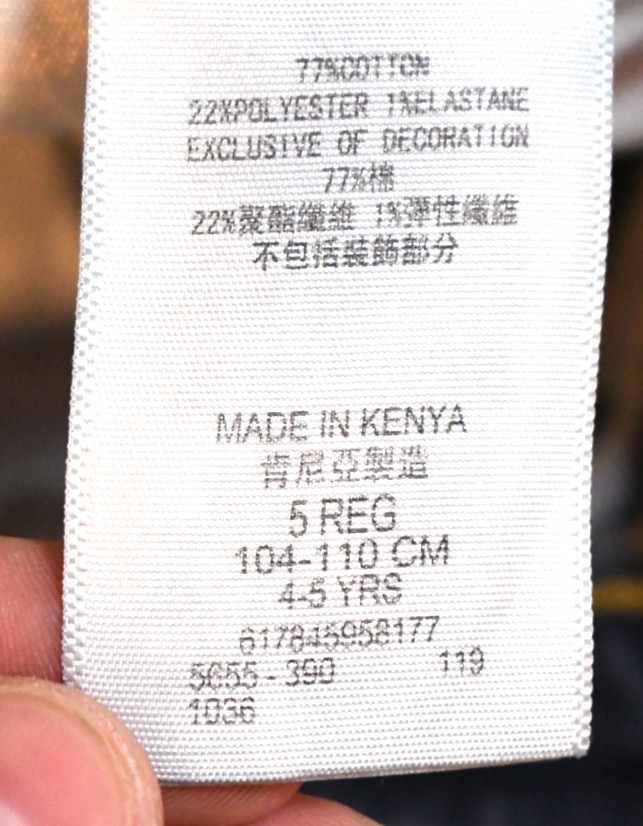 77%COTTON
22%POLYESTER 1%ELASTANE
EXCLUSIVE OF DECORATION
77%棉
22%聚酯纖維 1%彈性纖維
不包括裝飾部分
MADE IN KENYA
肯尼亞製造
5 REG
104-110 CM
4-5 YRS
617845958177
5655-390 119
1036